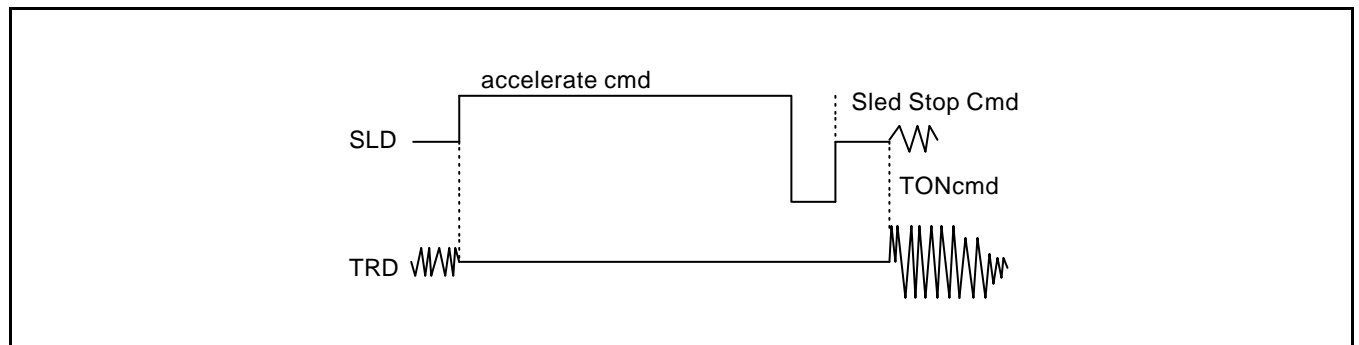 accelerate cmd
Sled Stop Cmd
SLD
TONcmd
TRD